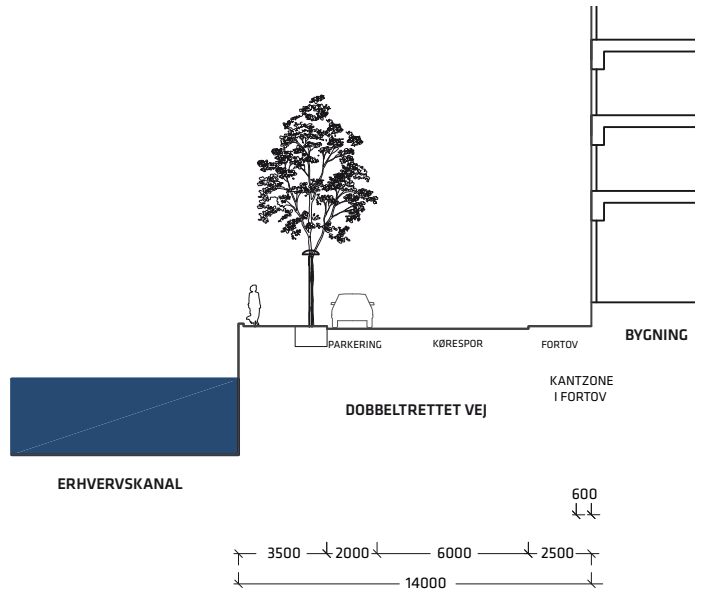 BYGNING
PARKERING
KØRESPOR
FORTOV
KANTZONE
I FORTOV
DOBBELTRETTET VEJ
ERHVERVSKANAL
600
3500
2000
6000
2500
14000